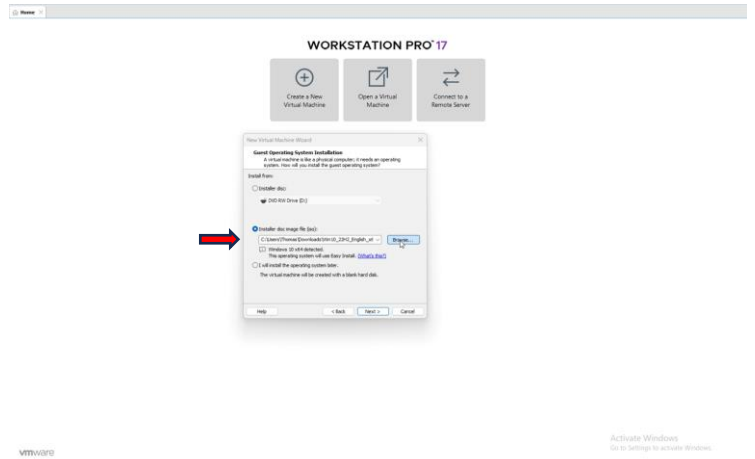 Home
WORKSTATION PRO™ 17
Create a New
Virtual Machine
Open a Virtual
Machine
Connect to a
Remote Server
New Virtual Machine Wizard
Guest Operating System Installation
A virtual machine is like a physical computer; it needs an operating
system. How will you install the guest operating system?
Install from:
Installer disc:
DVD RW Drive (D:)
Installer disc image file (iso):
C:\Users\Thomas\Downloads\Win10_22H2_English_x6
Browse...
Windows 10 x64 detected.
This operating system will use Easy Install. (What's this?)
I will install the operating system later.
The virtual machine will be created with a blank hard disk.
Help
< Back
Next >
Cancel
Activate Windows
Go to Settings to activate Windows.
vmware